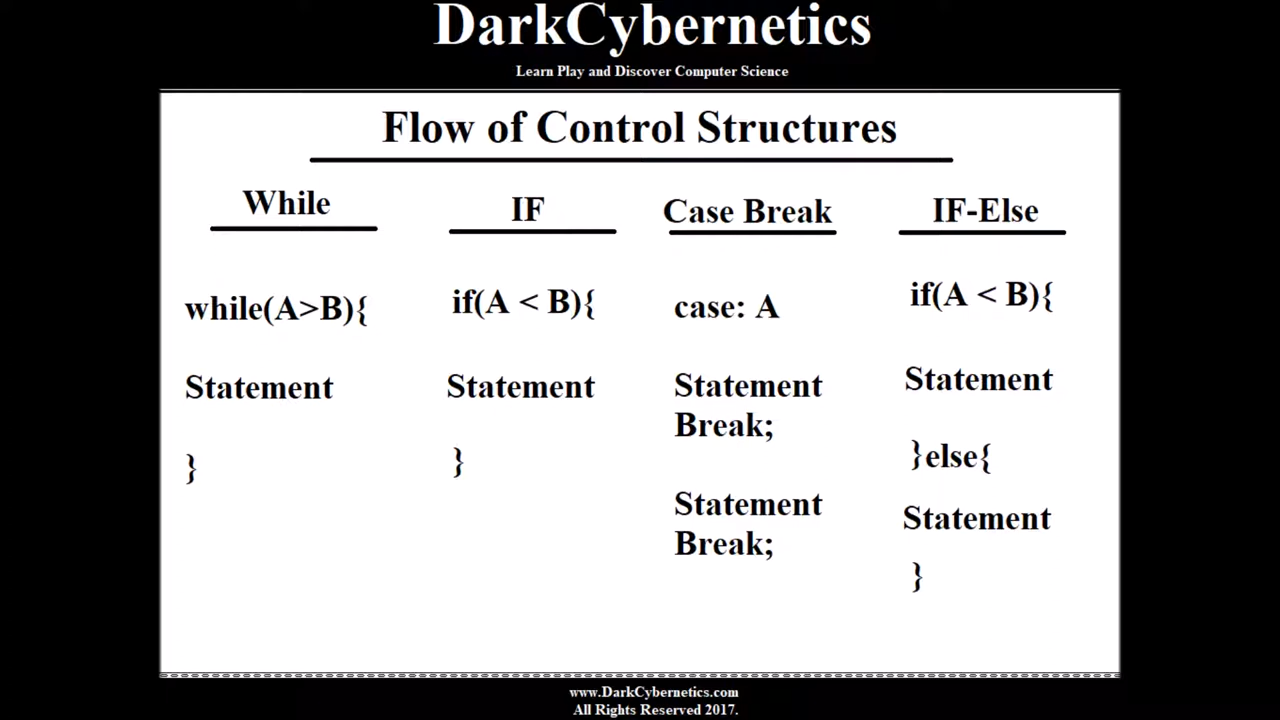 DarkCybernetics
Learn Play and Discover Computer Science
Flow of Control Structures
While
while(A>B){
Statement
}
IF
if(A < B){
Statement
}
Case Break
case: A
Statement
Break;
Statement
Break;
IF-Else
if(A < B){
Statement
}else{
Statement
}
www.DarkCybernetics.com
All Rights Reserved 2017.